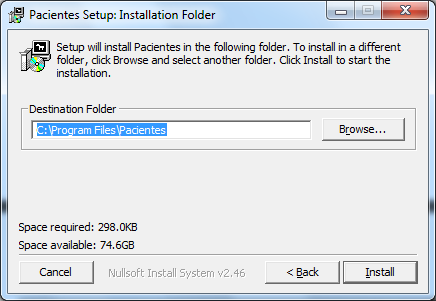 Pacientes Setup: Installation Folder
Setup will install Pacientes in the following folder. To install in a different
folder, click Browse and select another folder. Click Install to start the
installation.
Destination Folder
C:\Program Files\Pacientes
Browse...
Space required: 298.0KB
Space available: 74.6GB
Cancel
Nullsoft Install System v2.46
< Back
Install